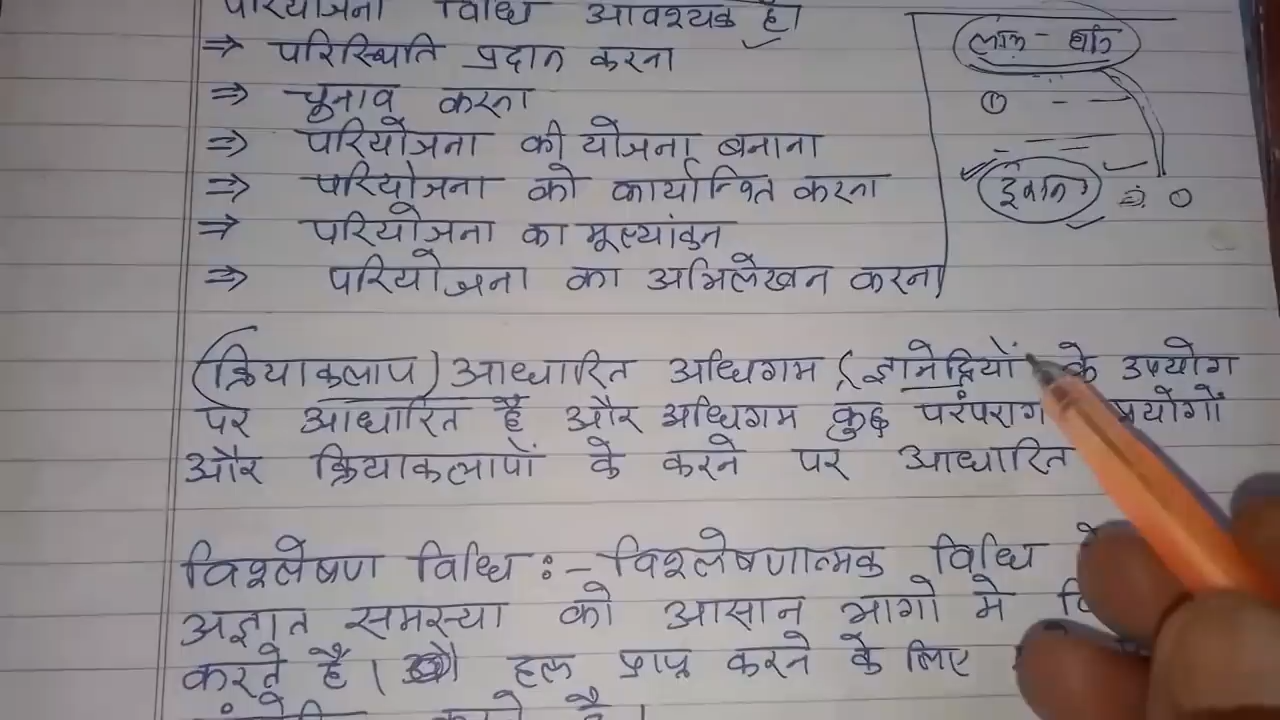 परियोजना विधि आवश्यक है।
⇒ परिस्थिति प्रदान करना
⇒ चुनाव करना
⇒ परियोजना की योजना बनाना
⇒ परियोजना को कार्यान्वित करना
⇒ परियोजना का मूल्यांकन
⇒ परियोजना का अभिलेखन करना
लाभ - हानि
①
(क्रियाकलाप) आधारित अधिगम (ज्ञानेन्द्रियों के उपयोग
पर आधारित है और अधिगम कुछ परंपराग प्रयोगों
और क्रियाकलापों के करने पर आधारित
विश्लेषण विधि :- विश्लेषणात्मक विधि
अज्ञात समस्या को आसान भागो मे
करते है। हल प्राप्त करने के लिए